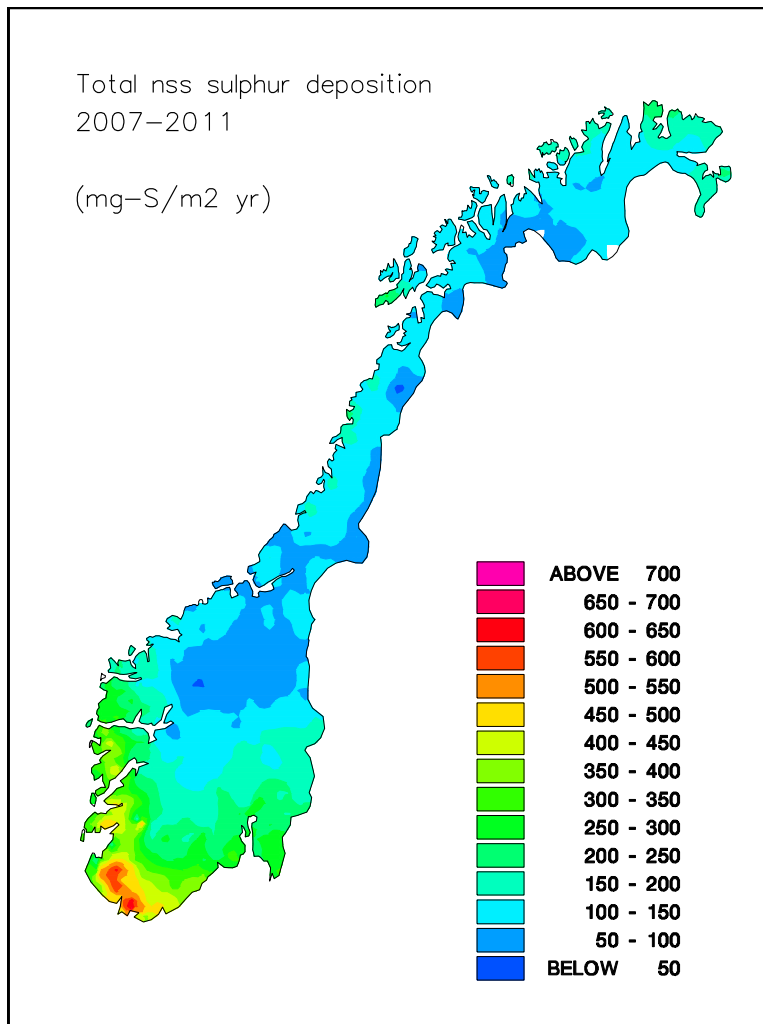 Total nss sulphur deposition
2007-2011
(mg-S/m2 yr)
ABOVE 700
650 - 700
600 - 650
550 - 600
500 - 550
450 - 500
400 - 450
350 - 400
300 - 350
250 - 300
200 - 250
150 - 200
100 - 150
50 - 100
BELOW 50